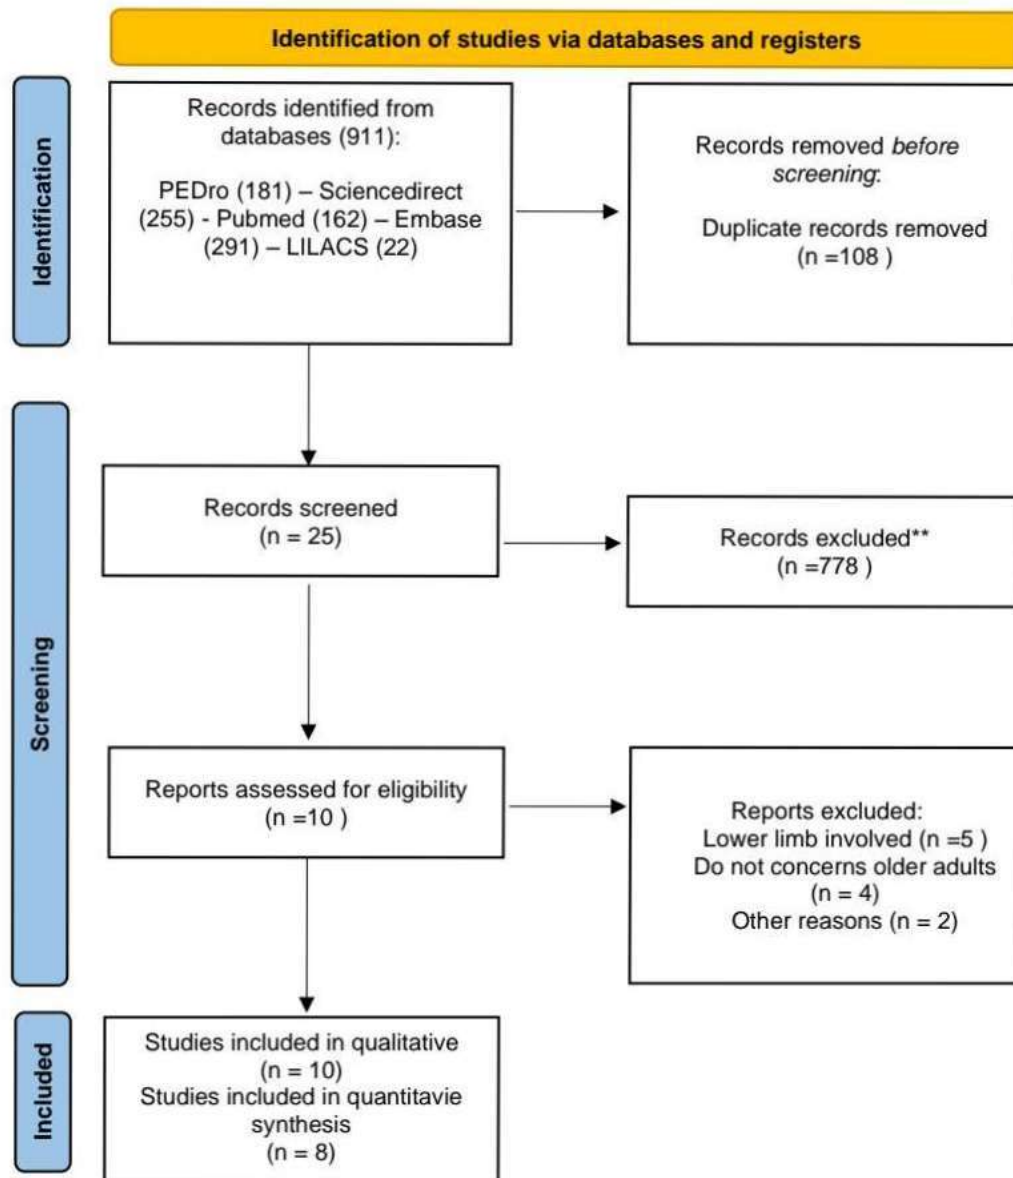 Identification of studies via databases and registers
Identification
Records identified from
databases (911):
PEDro (181) – Sciencedirect
(255) - Pubmed (162) – Embase
(291) – LILACS (22)
Records removed before
screening:
Duplicate records removed
(n =108 )
Screening
Records screened
(n = 25)
Records excluded**
(n =778 )
Reports assessed for eligibility
(n =10 )
Reports excluded:
Lower limb involved (n =5 )
Do not concerns older adults
(n = 4)
Other reasons (n = 2)
Included
Studies included in qualitative
(n = 10)
Studies included in quantitavie
synthesis
(n = 8)